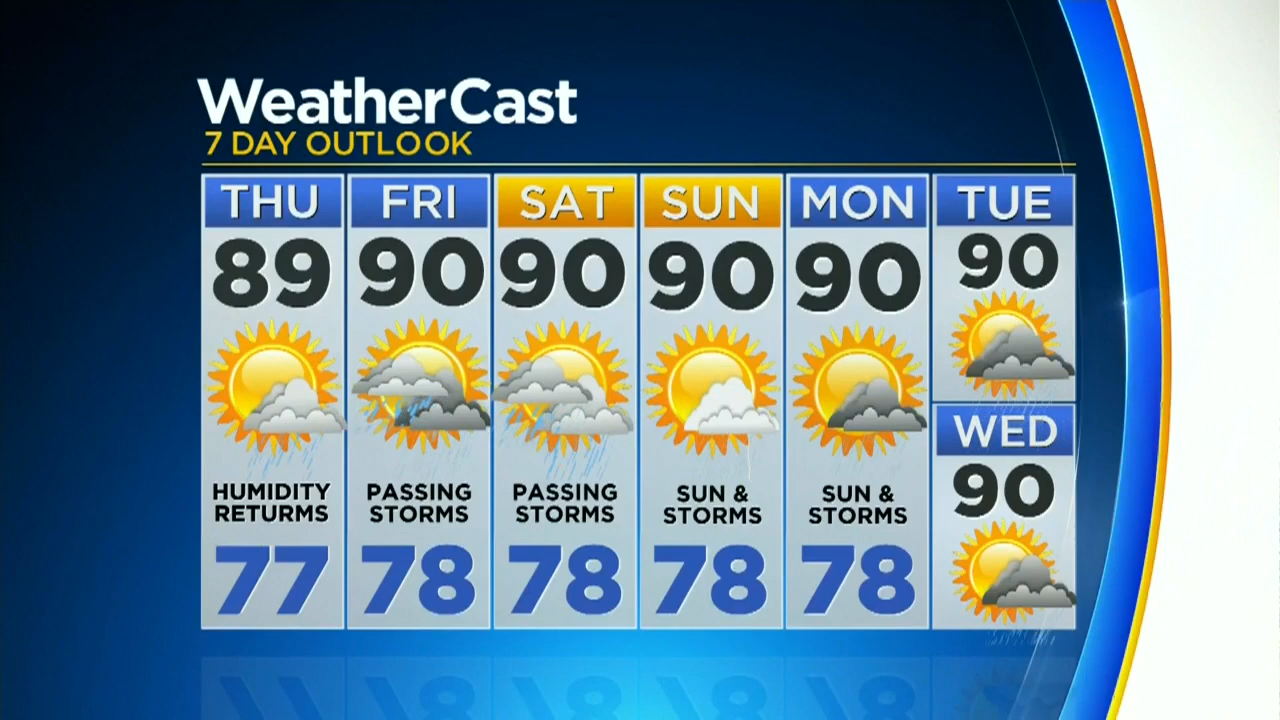 WeatherCast
7 DAY OUTLOOK
THU
89
HUMIDITY
RETURMS
77
FRI
90
PASSING
STORMS
78
SAT
90
PASSING
STORMS
78
SUN
90
SUN &
STORMS
78
MON
90
SUN &
STORMS
78
TUE
90
WED
90